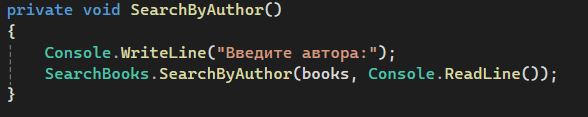 private void SearchByAuthor()
{
Console.WriteLine("Введите автора:");
SearchBooks.SearchByAuthor(books, Console.ReadLine());
}